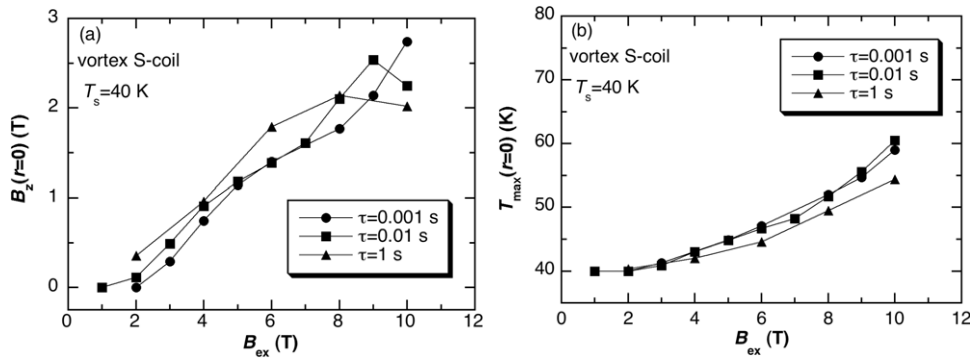 (a)
vortex S-coil
T_s=40 K
B_z(r=0) (T)
3
2
1
0
τ=0.001 s
τ=0.01 s
τ=1 s
0 2 4 6 8 10 12
B_ex (T)
(b)
vortex S-coil
T_s=40 K
T_max(r=0) (K)
80
70
60
50
40
τ=0.001 s
τ=0.01 s
τ=1 s
0 2 4 6 8 10 12
B_ex (T)